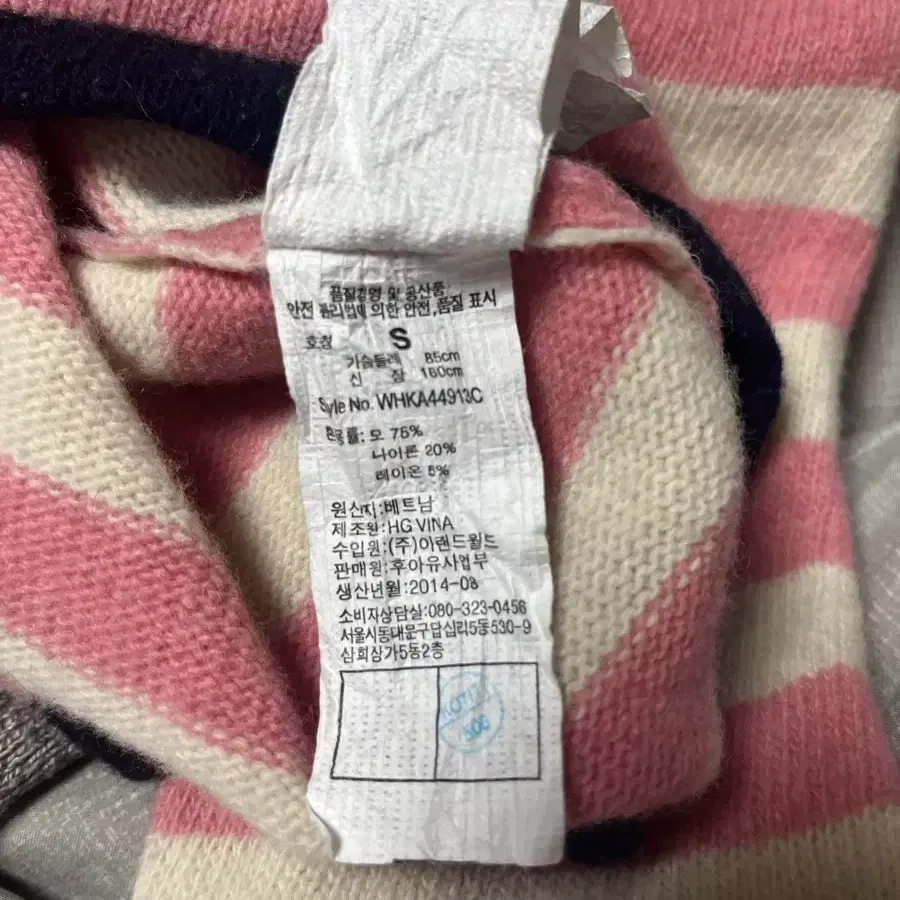 품질경영 및 공산품
안전 관리법에 의한 안전,품질 표시
호칭 S
가슴둘레 85cm
신 장 160cm
Style No. WHKA44913C
혼용률: 모 75%
나이론 20%
레이온 5%
원산지:베트남
제조원:HG VINA
수입원:(주)이랜드월드
판매원:후아유사업부
생산년월:2014-08
소비자상담실:080-323-0456
서울시동대문구답십리5동530-9
삼희상가5동2층